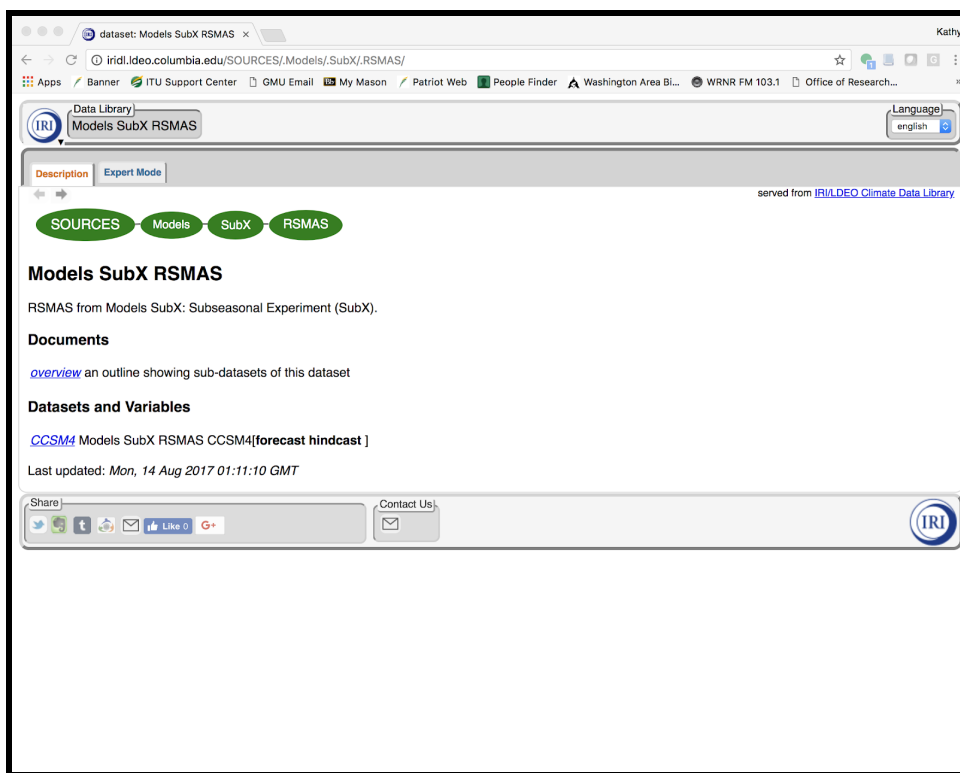 dataset: Models SubX RSMAS ×
Kathy
iridl.ldeo.columbia.edu/SOURCES/.Models/.SubX/.RSMAS/
Apps Banner ITU Support Center GMU Email My Mason Patriot Web People Finder Washington Area Bi... WRNR FM 103.1 Office of Research... »
IRI
Data Library
Models SubX RSMAS
Language
english
Description Expert Mode
served from IRI/LDEO Climate Data Library
SOURCES Models SubX RSMAS
Models SubX RSMAS
RSMAS from Models SubX: Subseasonal Experiment (SubX).
Documents
overview an outline showing sub-datasets of this dataset
Datasets and Variables
CCSM4 Models SubX RSMAS CCSM4[forecast hindcast ]
Last updated: Mon, 14 Aug 2017 01:11:10 GMT
Share
t Like 0 G+
Contact Us
IRI